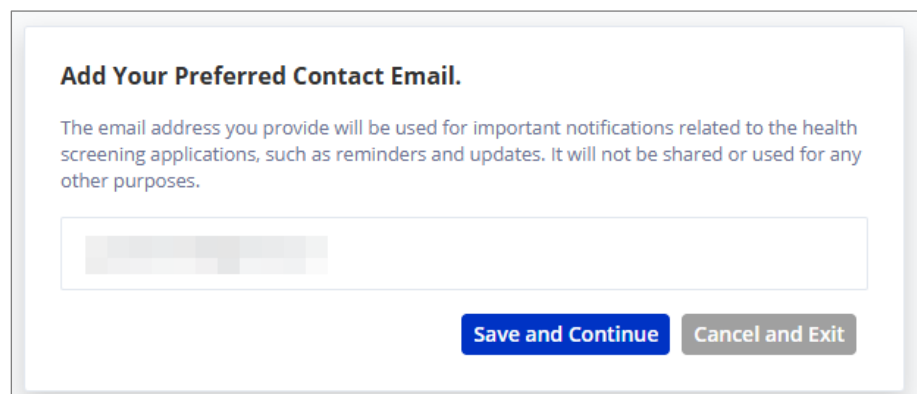 Add Your Preferred Contact Email.
The email address you provide will be used for important notifications related to the health
screening applications, such as reminders and updates. It will not be shared or used for any
other purposes.
Save and Continue
Cancel and Exit